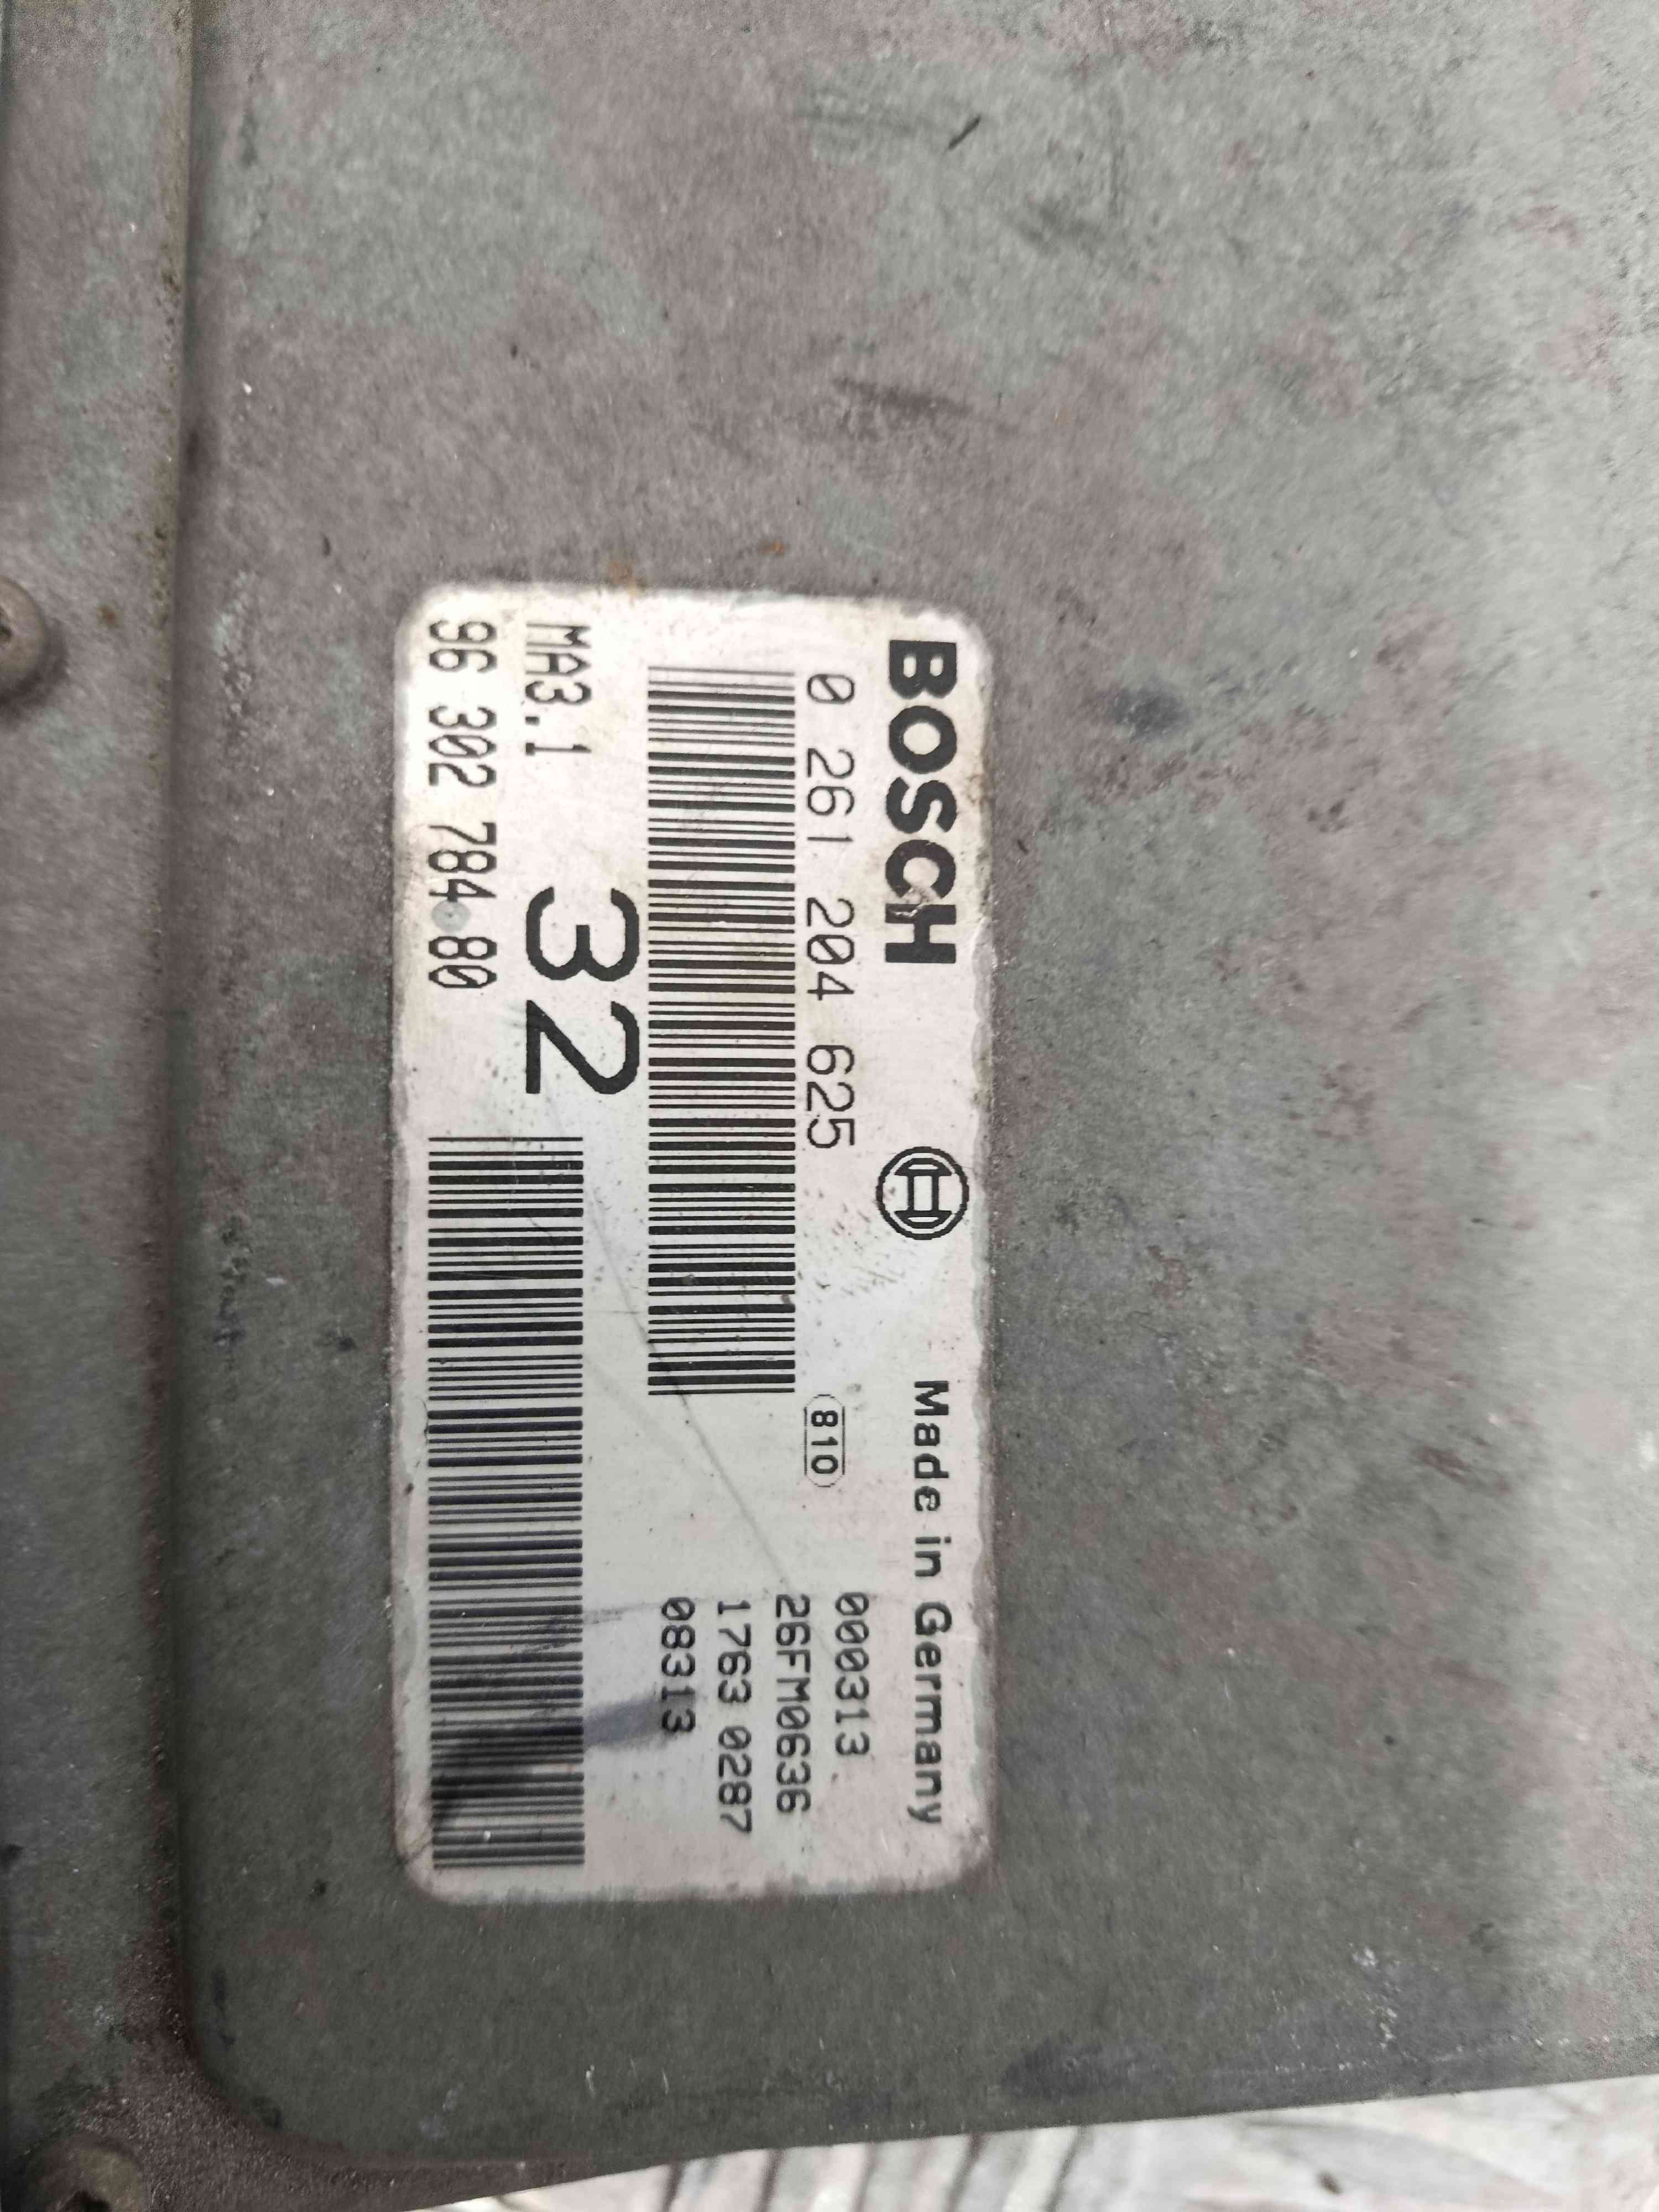 BOSCH
Made in Germany
0 261 204 625
810
000313
26FM0636
1763 0287
08313
MA3.1
32
96 302 784 80